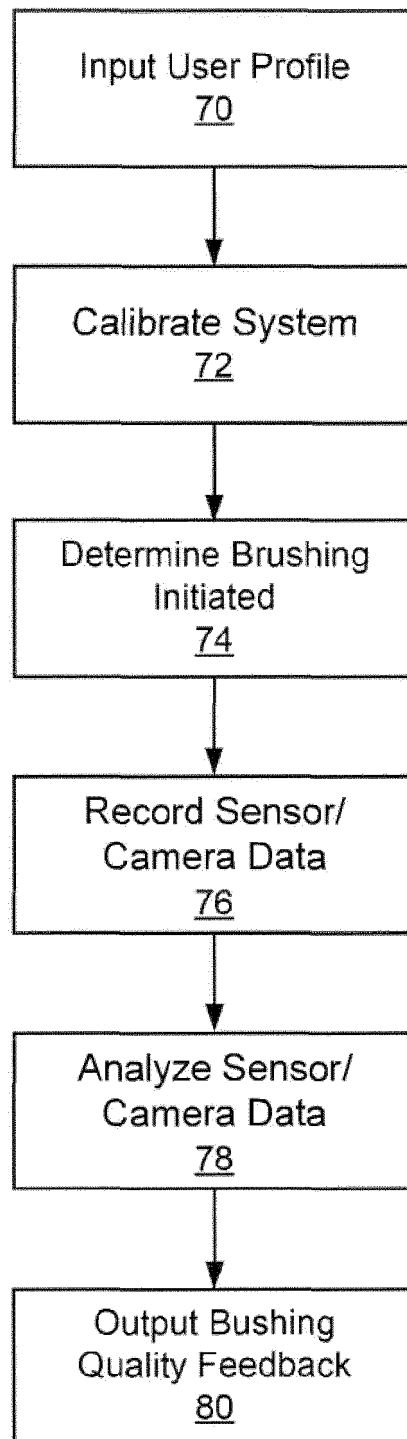 Input User Profile
70
Calibrate System
72
Determine Brushing
Initiated
74
Record Sensor/
Camera Data
76
Analyze Sensor/
Camera Data
78
Output Bushing
Quality Feedback
80